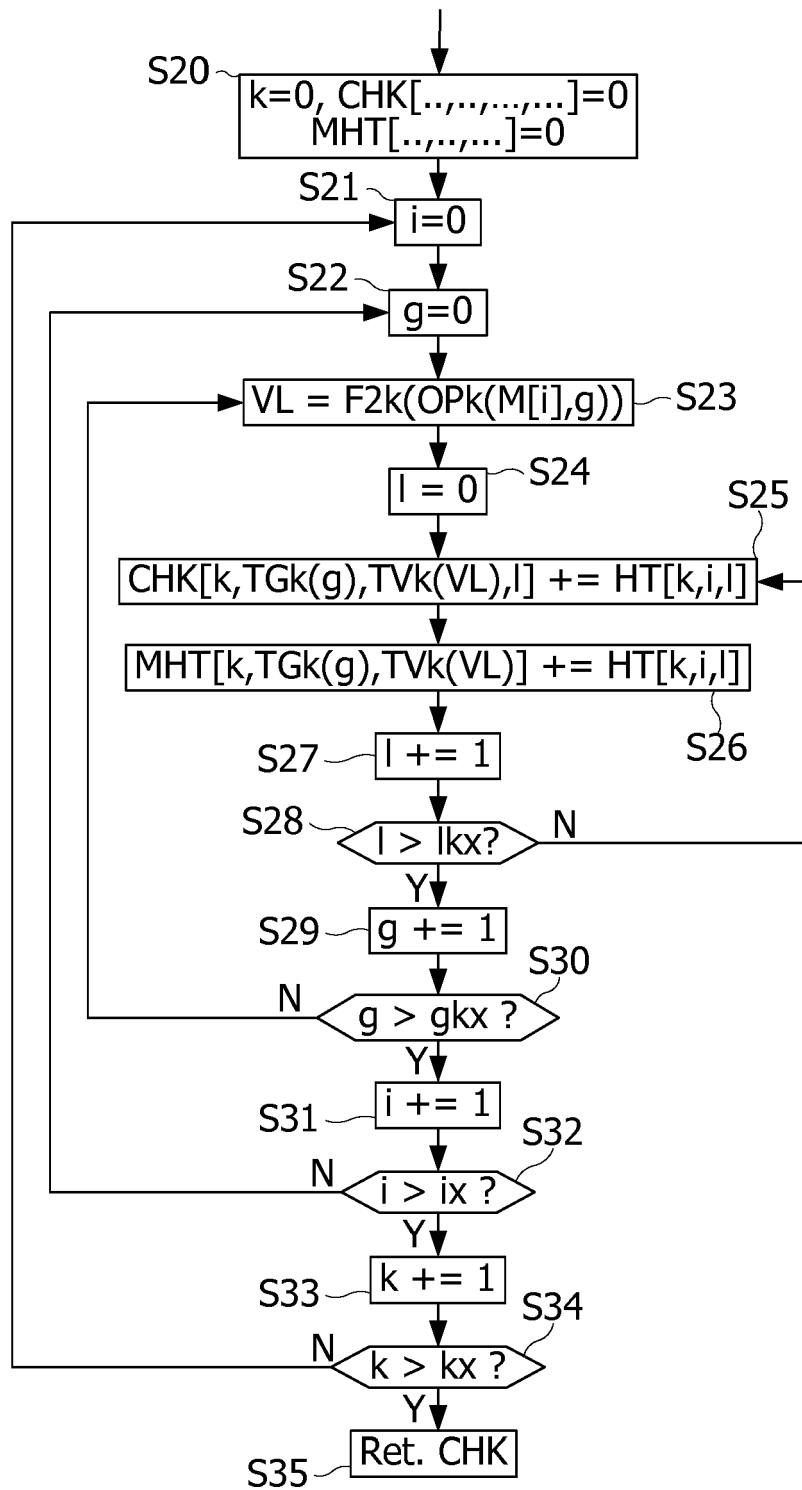 S20
k=0, CHK[..,..,...,...]=0
MHT[..,..,...]=0
S21
i=0
S22
g=0
VL = F2k(OPk(M[i],g))
S23
l = 0
S24
S25
CHK[k,TGk(g),TVk(VL),l] += HT[k,i,l]
MHT[k,TGk(g),TVk(VL)] += HT[k,i,l]
S26
S27
l += 1
S28
l > lkx?
N
Y
S29
g += 1
S30
N
g > gkx ?
Y
S31
i += 1
S32
N
i > ix ?
Y
S33
k += 1
S34
N
k > kx ?
Y
S35
Ret. CHK